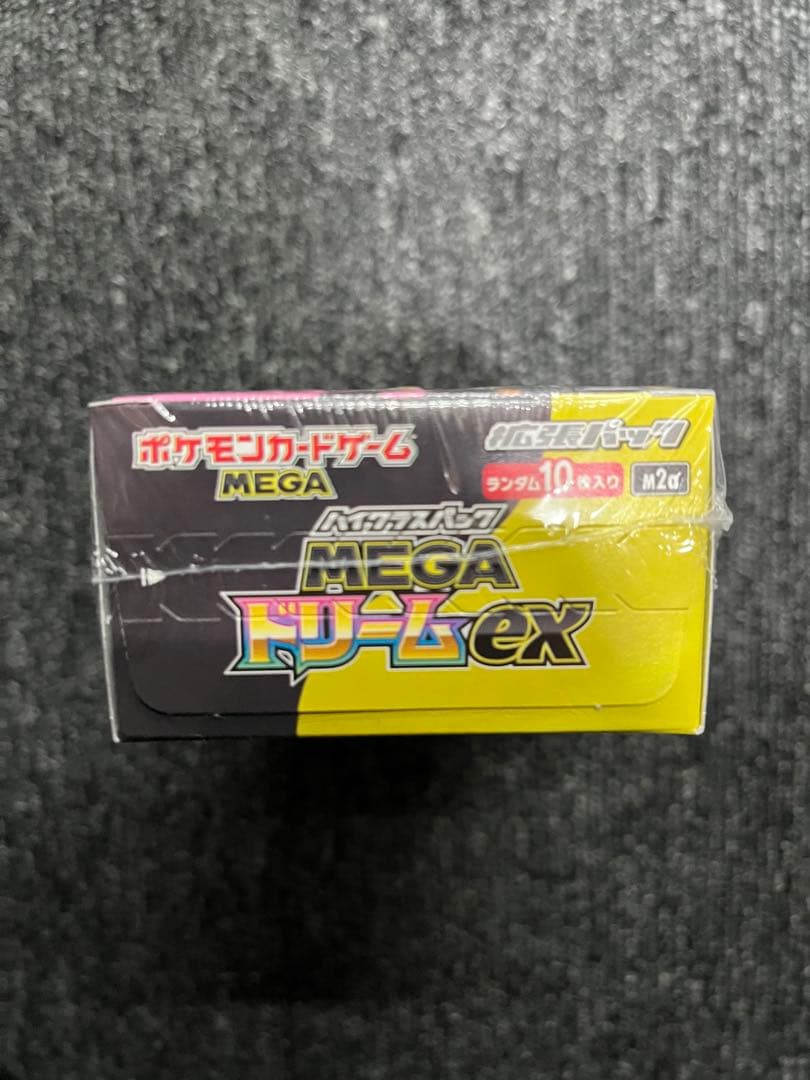 ポケモンカードゲーム
MEGA
拡張パック
ランダム10枚入り
M2a
ハイクラスパック
MEGA
ドリームex